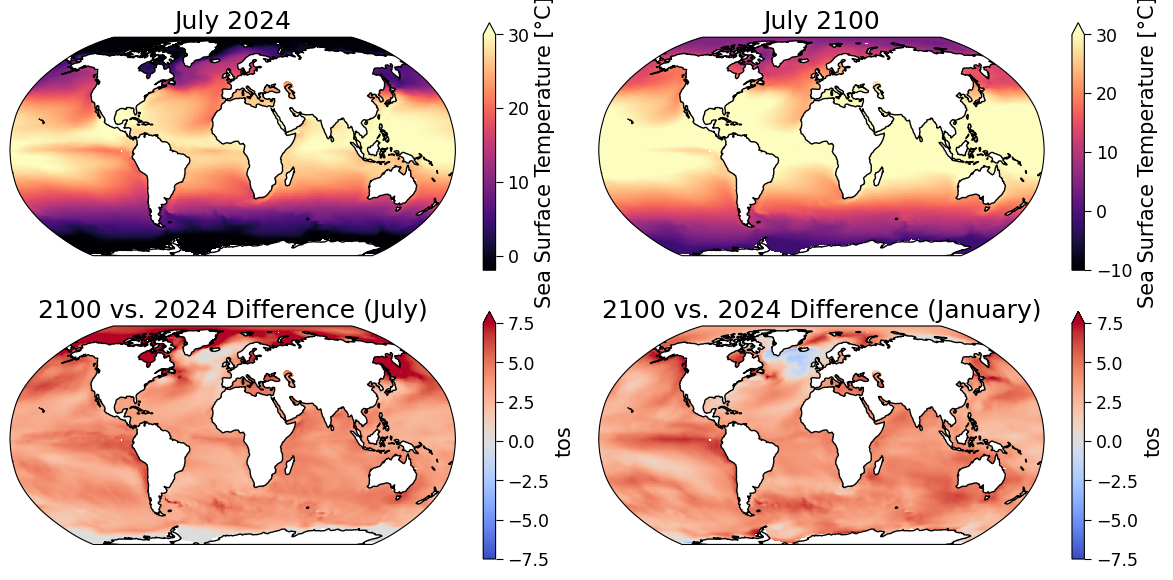 July 2024
30
20
10
0
Sea Surface Temperature [°C]
July 2100
30
20
10
0
−10
Sea Surface Temperature [°C]
2100 vs. 2024 Difference (July)
7.5
5.0
2.5
0.0
−2.5
−5.0
−7.5
tos
2100 vs. 2024 Difference (January)
7.5
5.0
2.5
0.0
−2.5
−5.0
−7.5
tos